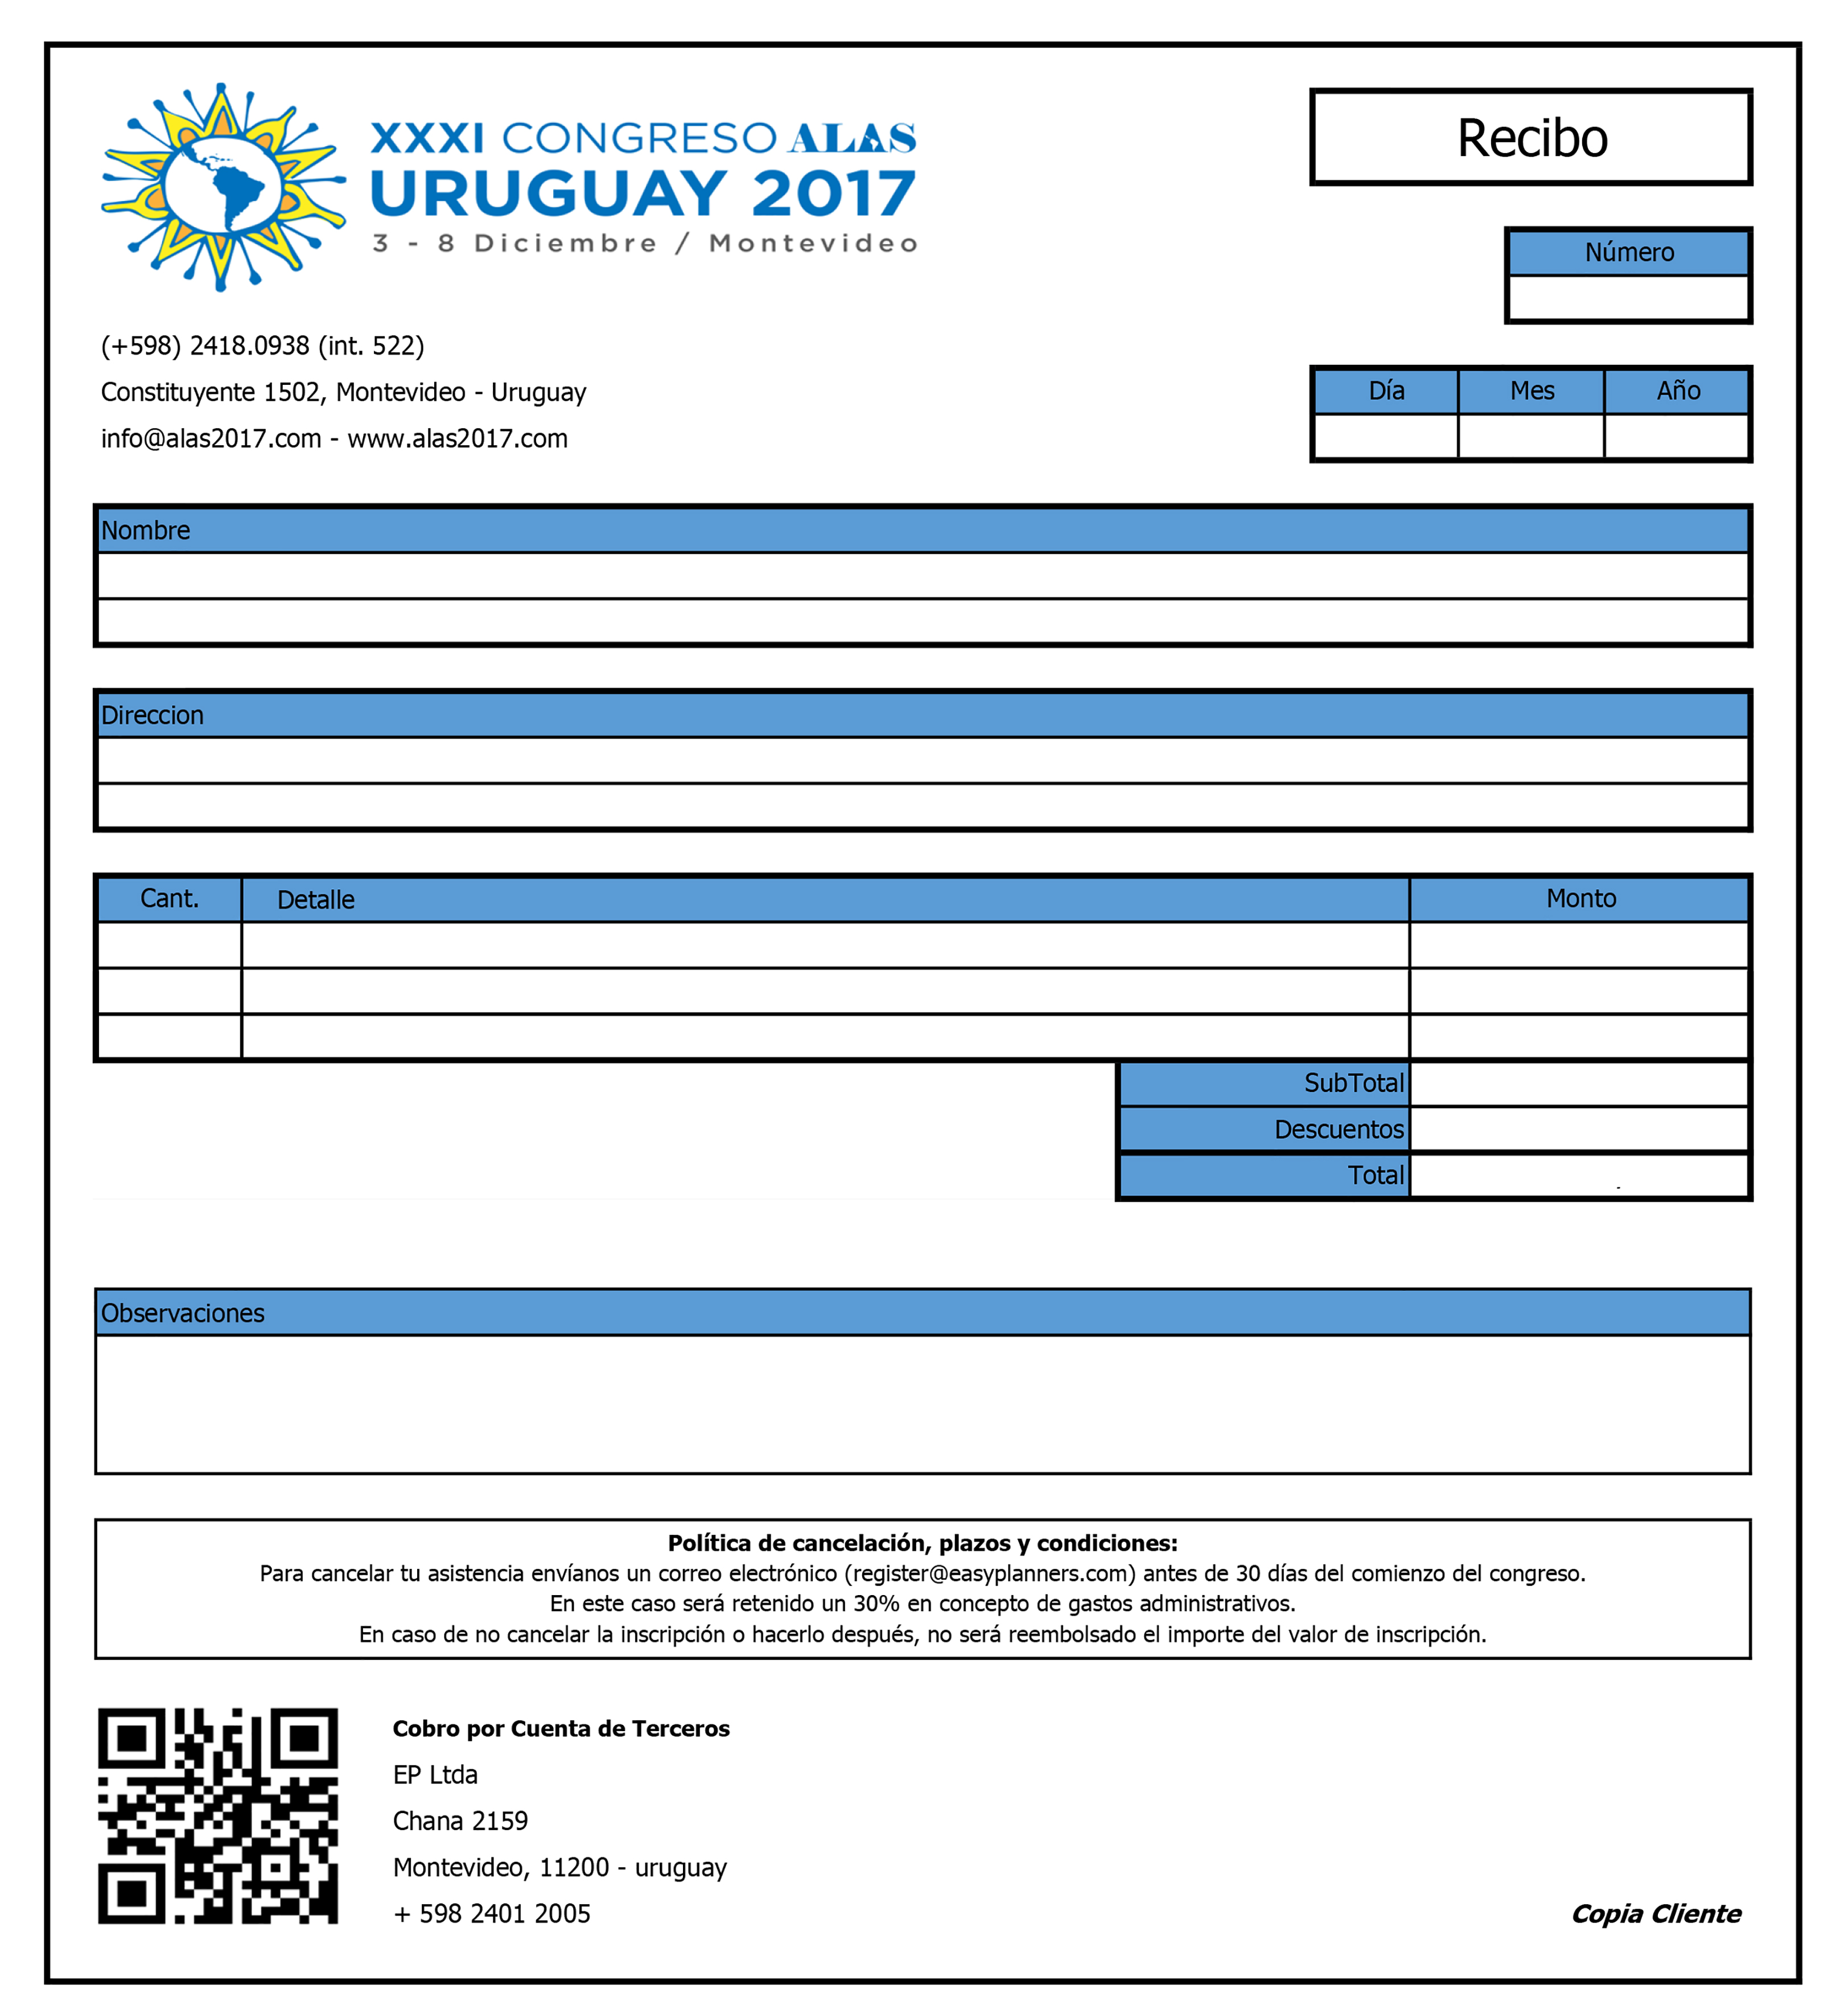 XXXI CONGRESO ALAS
URUGUAY 2017
3 - 8 Diciembre / Montevideo
Recibo
Número
(+598) 2418.0938 (int. 522)
Constituyente 1502, Montevideo - Uruguay
info@alas2017.com - www.alas2017.com
Día Mes Año
Nombre
Direccion
Cant. Detalle Monto
SubTotal
Descuentos
Total -
Observaciones
Política de cancelación, plazos y condiciones:
Para cancelar tu asistencia envíanos un correo electrónico (register@easyplanners.com) antes de 30 días del comienzo del congreso.
En este caso será retenido un 30% en concepto de gastos administrativos.
En caso de no cancelar la inscripción o hacerlo después, no será reembolsado el importe del valor de inscripción.
Cobro por Cuenta de Terceros
EP Ltda
Chana 2159
Montevideo, 11200 - uruguay
+ 598 2401 2005
Copia Cliente